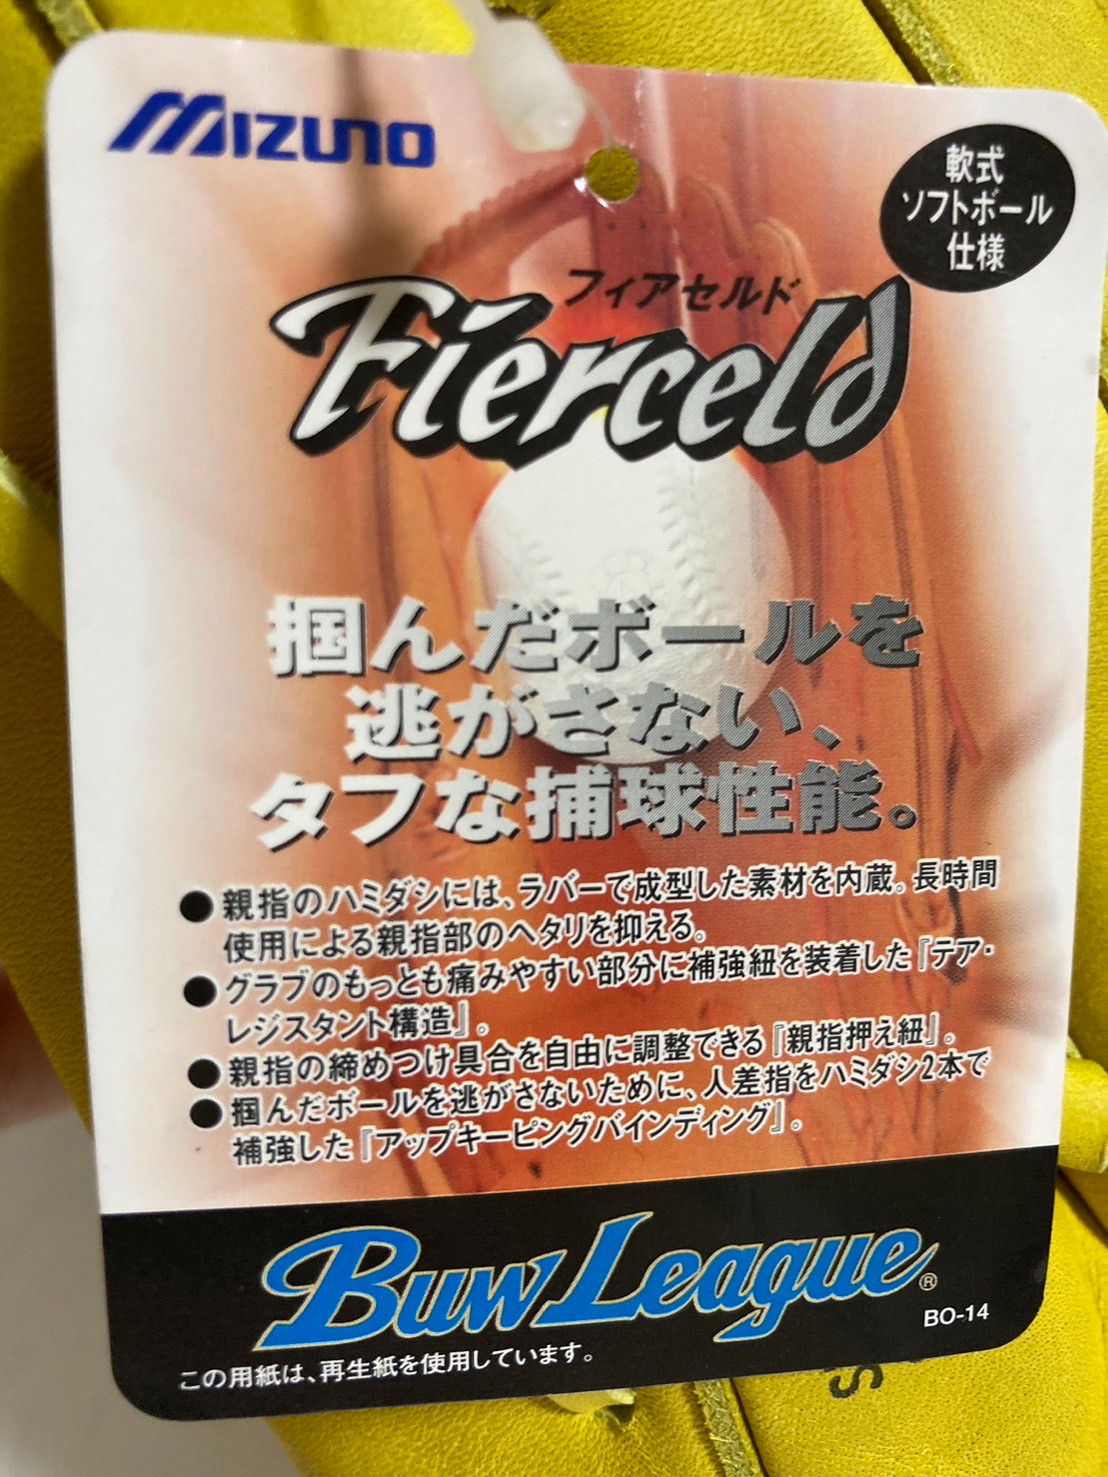 MIZUNO
軟式
ソフトボール
仕様
フィアセルド
Fierceld
掴んだボールを
逃がさない、
タフな捕球性能。
●親指のハミダシには、ラバーで成型した素材を内蔵。長時間
使用による親指部のヘタリを抑える。
●グラブのもっとも痛みやすい部分に補強紐を装着した『テア・
レジスタント構造』。
●親指の締めつけ具合を自由に調整できる『親指押え紐』。
●掴んだボールを逃がさないために、人差指をハミダシ2本で
補強した『アップキーピングバインディング』。
Buw League®
BO-14
この用紙は、再生紙を使用しています。
S